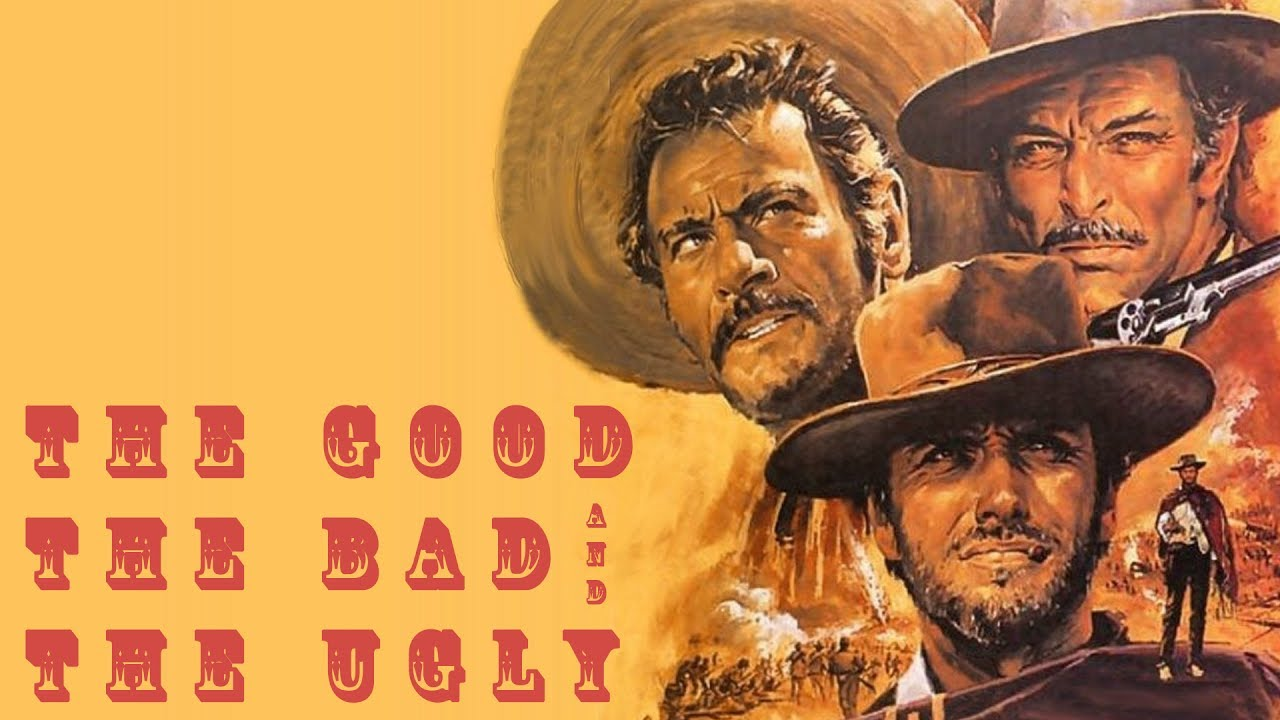 THE GOOD
THE BAD AND
THE UGLY